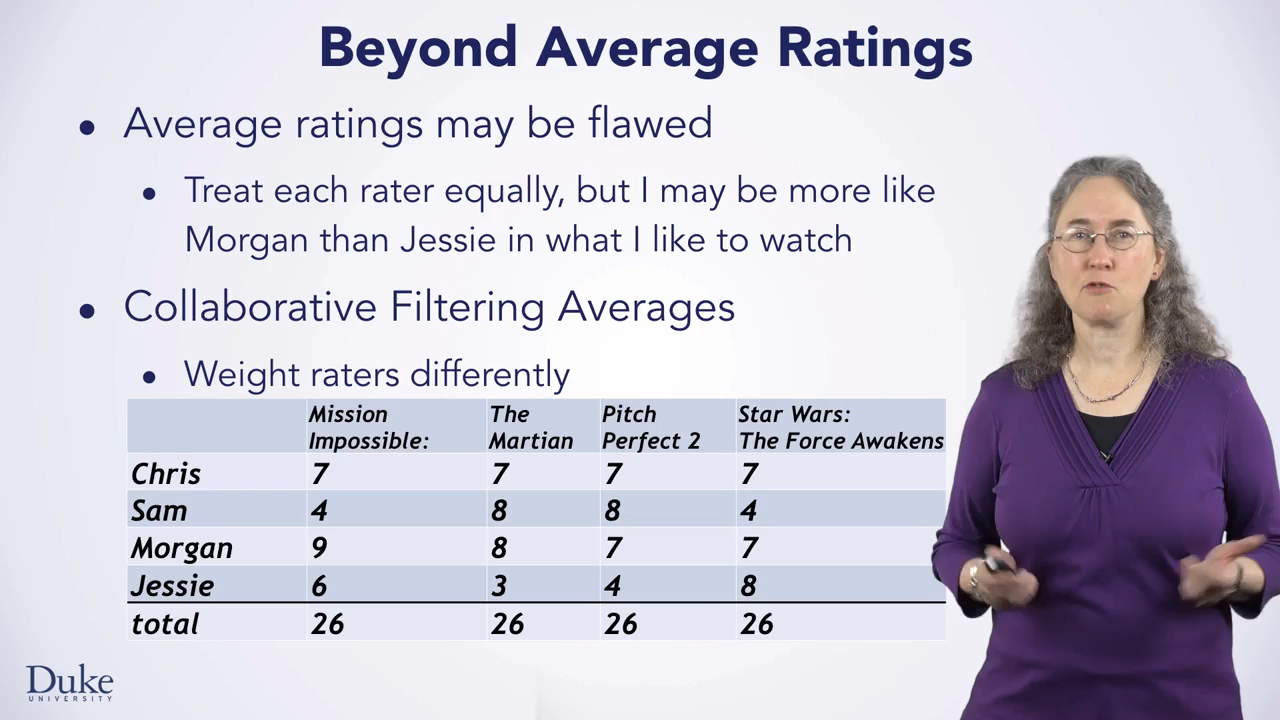 Beyond Average Ratings
• Average ratings may be flawed
• Treat each rater equally, but I may be more like
Morgan than Jessie in what I like to watch
• Collaborative Filtering Averages
• Weight raters differently
Mission The Pitch Star Wars:
Impossible: Martian Perfect 2 The Force Awakens
Chris 7 7 7 7
Sam 4 8 8 4
Morgan 9 8 7 7
Jessie 6 3 4 8
total 26 26 26 26
Duke
UNIVERSITY